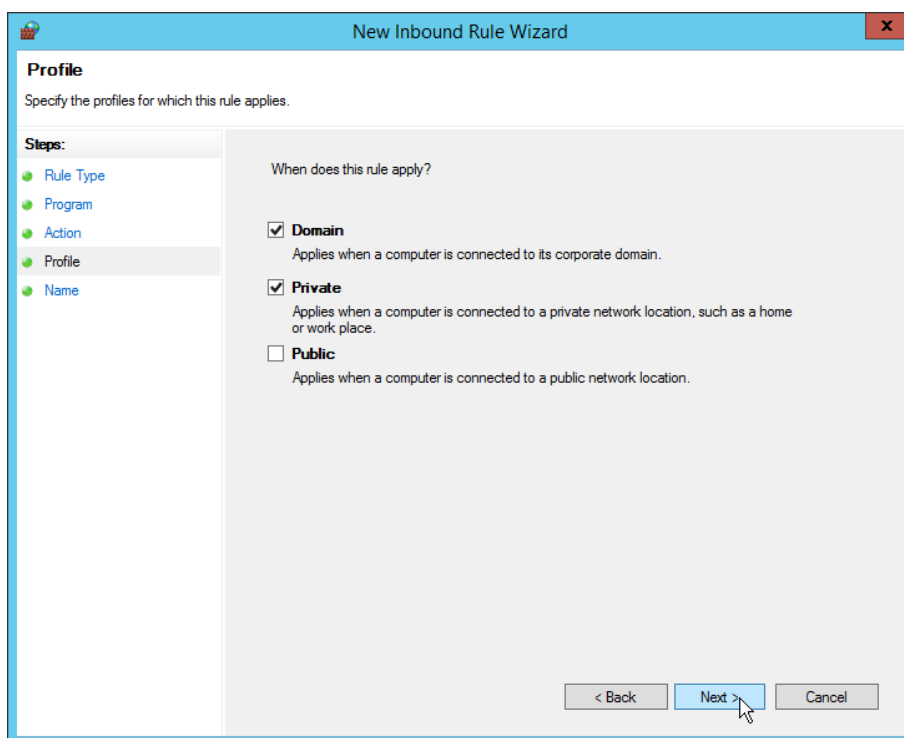 New Inbound Rule Wizard
x
Profile
Specify the profiles for which this rule applies.
Steps:
Rule Type
Program
Action
Profile
Name
When does this rule apply?
Domain
Applies when a computer is connected to its corporate domain.
Private
Applies when a computer is connected to a private network location, such as a home
or work place.
Public
Applies when a computer is connected to a public network location.
< Back
Next >
Cancel